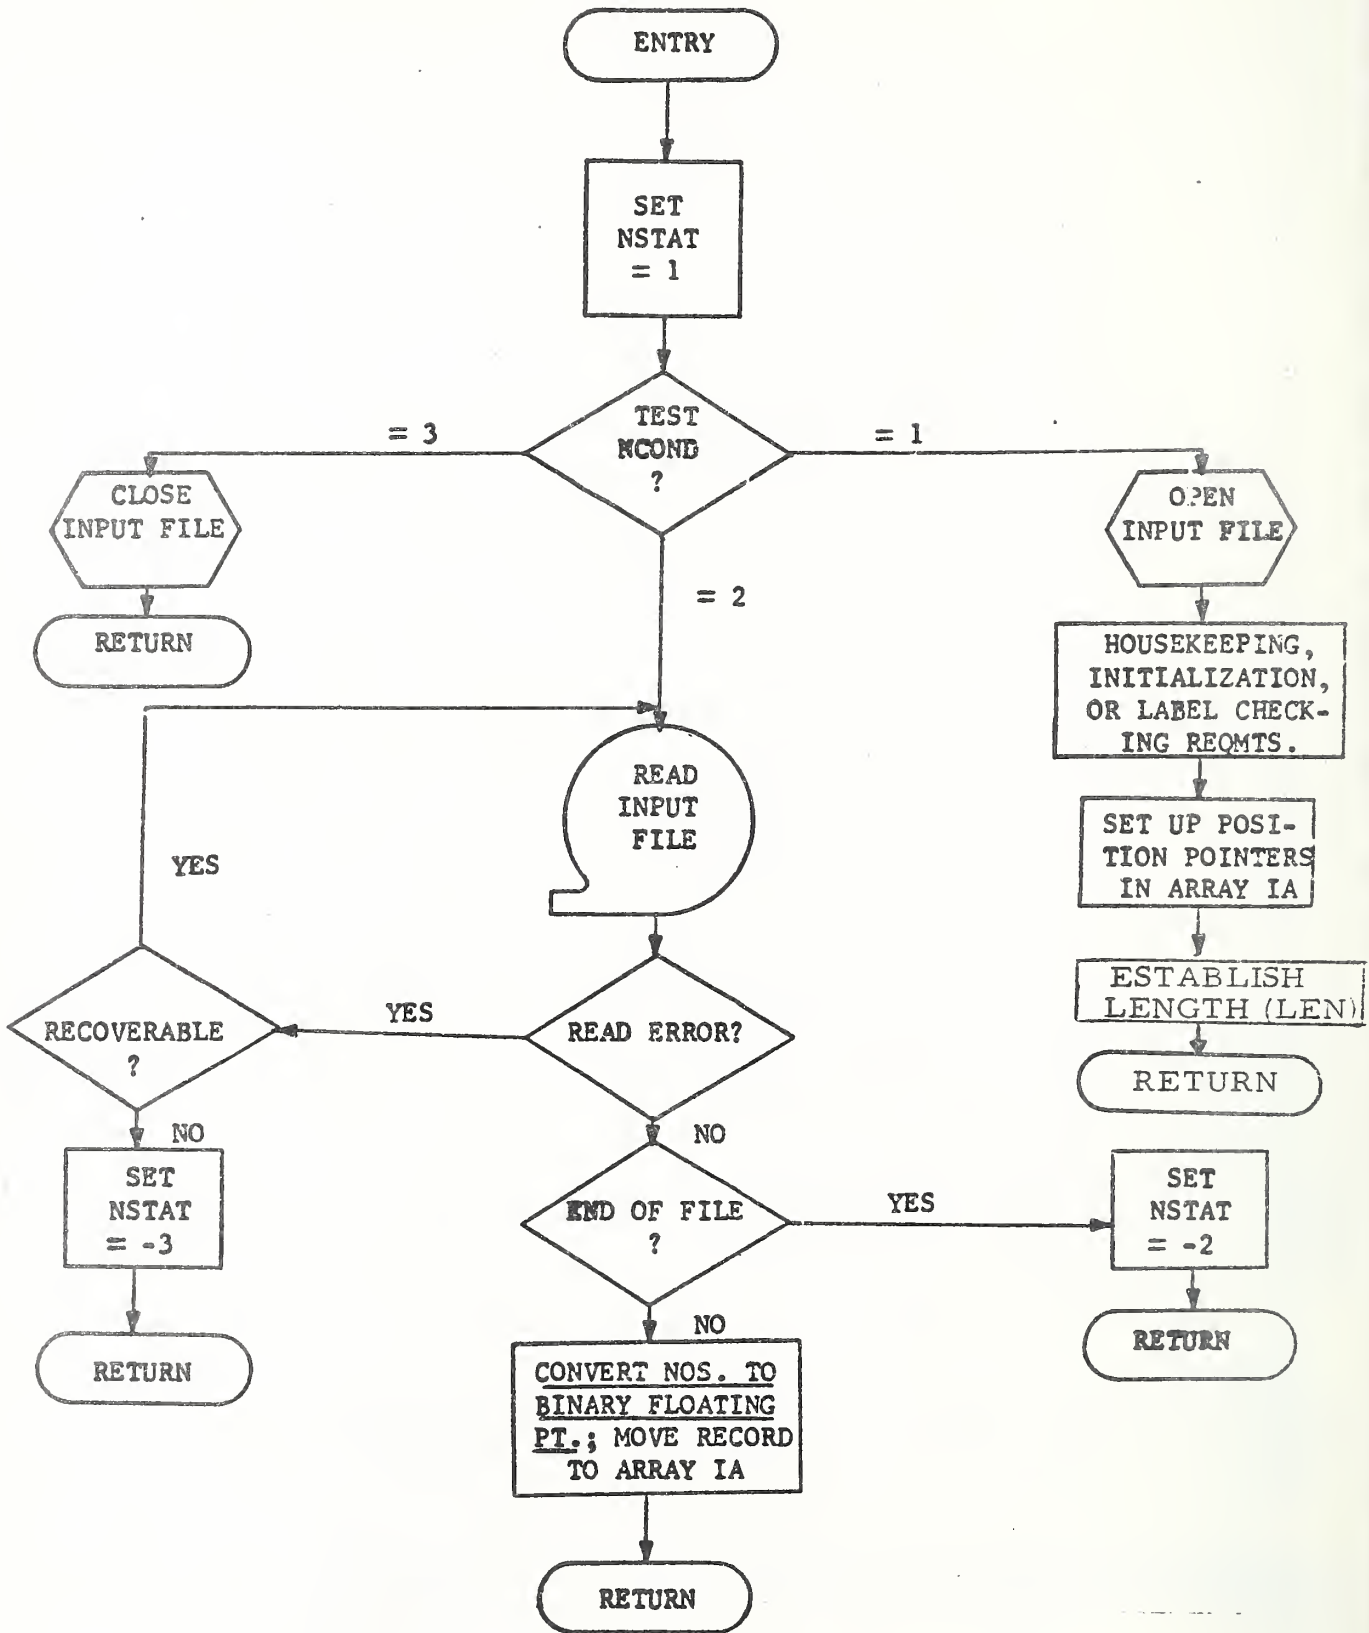 ENTRY
SET
NSTAT
= 1
TEST
NCOND
?
= 3
= 1
= 2
CLOSE
INPUT FILE
RETURN
OPEN
INPUT FILE
HOUSEKEEPING,
INITIALIZATION,
OR LABEL CHECK-
ING REQMTS.
SET UP POSI-
TION POINTERS
IN ARRAY IA
ESTABLISH
LENGTH (LEN)
RETURN
READ
INPUT
FILE
YES
RECOVERABLE
?
YES
READ ERROR?
NO
SET
NSTAT
= -3
RETURN
NO
END OF FILE
?
YES
SET
NSTAT
= -2
RETURN
NO
CONVERT NOS. TO
BINARY FLOATING
PT.; MOVE RECORD
TO ARRAY IA
RETURN